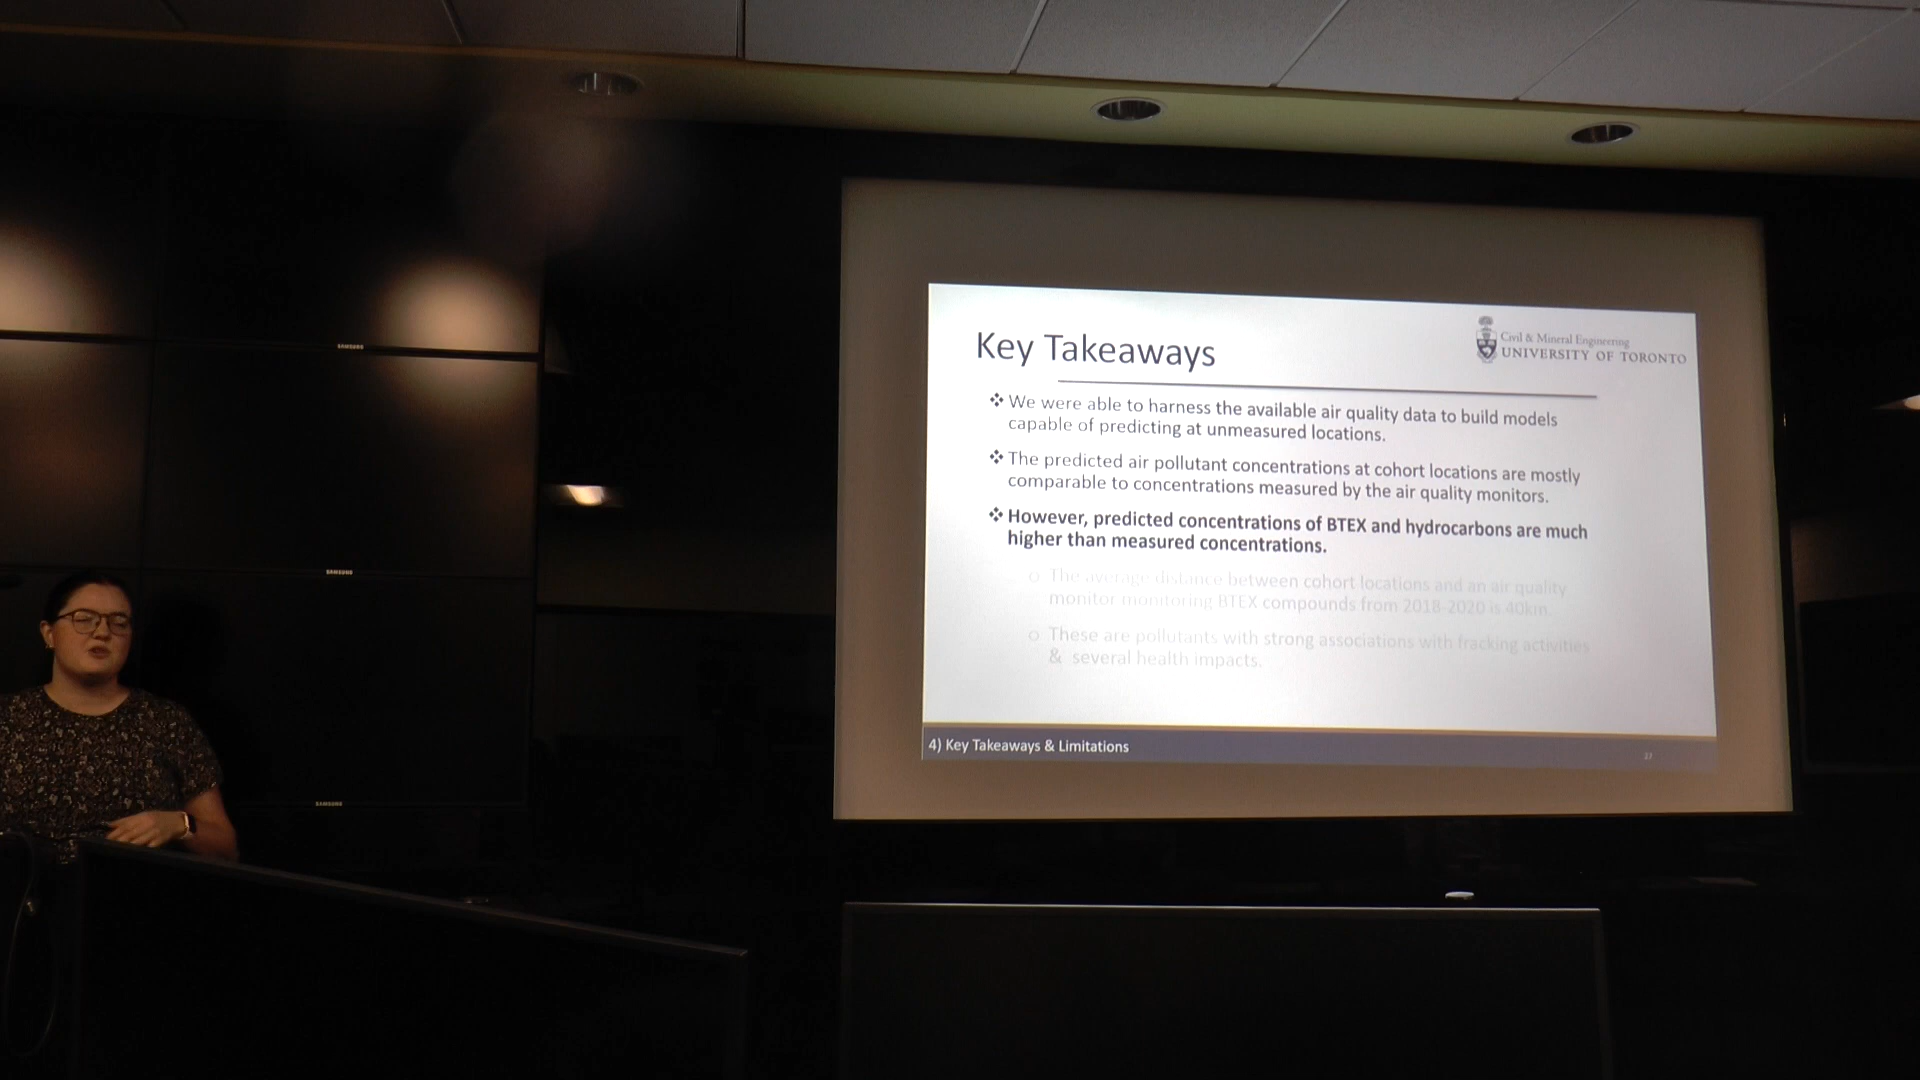 Key Takeaways
Civil & Mineral Engineering
UNIVERSITY OF TORONTO
❖ We were able to harness the available air quality data to build models
capable of predicting at unmeasured locations.
❖ The predicted air pollutant concentrations at cohort locations are mostly
comparable to concentrations measured by the air quality monitors.
❖ However, predicted concentrations of BTEX and hydrocarbons are much
higher than measured concentrations.
o The average distance between cohort locations and an air quality
monitor monitoring BTEX compounds from 2018-2020 is 40km.
o These are pollutants with strong associations with fracking activities
& several health impacts.
4) Key Takeaways & Limitations
SAMSUNG
SAMSUNG
SAMSUNG